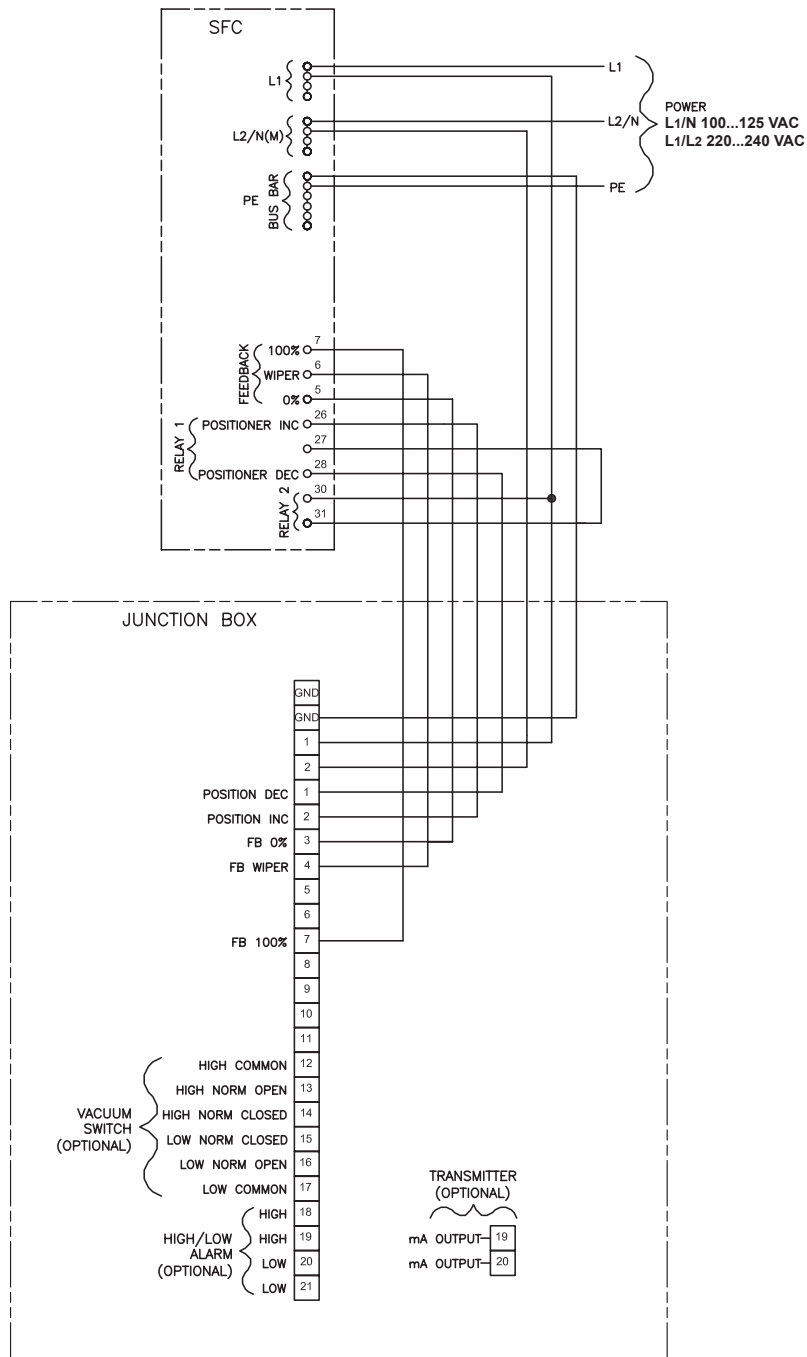 SFC
L1
L1
L2/N(M)
L2/N
POWER
L1/N 100...125 VAC
L1/L2 220...240 VAC
PE
BUS BAR
PE
FEEDBACK
100%
7
WIPER
6
0%
5
RELAY 1
POSITIONER INC
26
27
POSITIONER DEC
28
RELAY 2
30
31
JUNCTION BOX
GND
GND
1
2
POSITION DEC 1
POSITION INC 2
FB 0% 3
FB WIPER 4
5
6
FB 100% 7
8
9
10
11
VACUUM
SWITCH
(OPTIONAL)
HIGH COMMON 12
HIGH NORM OPEN 13
HIGH NORM CLOSED 14
LOW NORM CLOSED 15
LOW NORM OPEN 16
LOW COMMON 17
HIGH/LOW
ALARM
(OPTIONAL)
HIGH 18
HIGH 19
LOW 20
LOW 21
TRANSMITTER
(OPTIONAL)
mA OUTPUT 19
mA OUTPUT 20